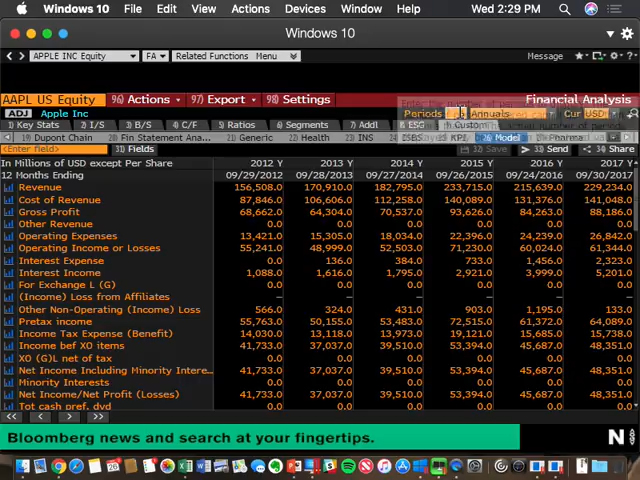 Windows 10 File Edit View Actions Devices Window Help Wed 2:29 PM
Windows 10
APPLE INC Equity FA Related Functions Menu Message
AAPL US Equity 96) Actions 97) Export 98) Settings Financial Analysis
ADJ Apple Inc Periods Annuals Cur USD
1) Key Stats 2) I/S 3) B/S 4) C/F 5) Ratios 6) Segments 7) Addl 8) ESG Custom
19) Dupont Chain 20) Fin Statement Ana... 21) Generic 22) Health 23) INS KPI 26) Model
<Enter field> 31) Fields 32) Save 33) Send 34) Share
In Millions of USD except Per Share 2012 Y 2013 Y 2014 Y 2015 Y 2016 Y 2017 Y
12 Months Ending 09/29/2012 09/28/2013 09/27/2014 09/26/2015 09/24/2016 09/30/2017
Revenue 156,508.0 170,910.0 182,795.0 233,715.0 215,639.0 229,234.0
Cost of Revenue 87,846.0 106,606.0 112,258.0 140,089.0 131,376.0 141,048.0
Gross Profit 68,662.0 64,304.0 70,537.0 93,626.0 84,263.0 88,186.0
Other Revenue 0.0 0.0 0.0 0.0 0.0 0.0
Operating Expenses 13,421.0 15,305.0 18,034.0 22,396.0 24,239.0 26,842.0
Operating Income or Losses 55,241.0 48,999.0 52,503.0 71,230.0 60,024.0 61,344.0
Interest Expense 0.0 136.0 384.0 733.0 1,456.0 2,323.0
Interest Income 1,088.0 1,616.0 1,795.0 2,921.0 3,999.0 5,201.0
For Exchange L (G) 0.0 0.0 0.0 0.0 0.0 0.0
(Income) Loss from Affiliates – – – – – –
Other Non-Operating (Income) Loss 566.0 324.0 431.0 903.0 1,195.0 133.0
Pretax income 55,763.0 50,155.0 53,483.0 72,515.0 61,372.0 64,089.0
Income Tax Expense (Benefit) 14,030.0 13,118.0 13,973.0 19,121.0 15,685.0 15,738.0
Income bef XO items 41,733.0 37,037.0 39,510.0 53,394.0 45,687.0 48,351.0
XO (G)L net of tax 0.0 0.0 0.0 0.0 0.0 0.0
Net Income Including Minority Intere... 41,733.0 37,037.0 39,510.0 53,394.0 45,687.0 48,351.0
Minority Interests 0.0 0.0 0.0 0.0 0.0 0.0
Net Income/Net Profit (Losses) 41,733.0 37,037.0 39,510.0 53,394.0 45,687.0 48,351.0
Tot cash pref. dvd 0.0 0.0 0.0 0.0 0.0 0.0
Bloomberg news and search at your fingertips. N